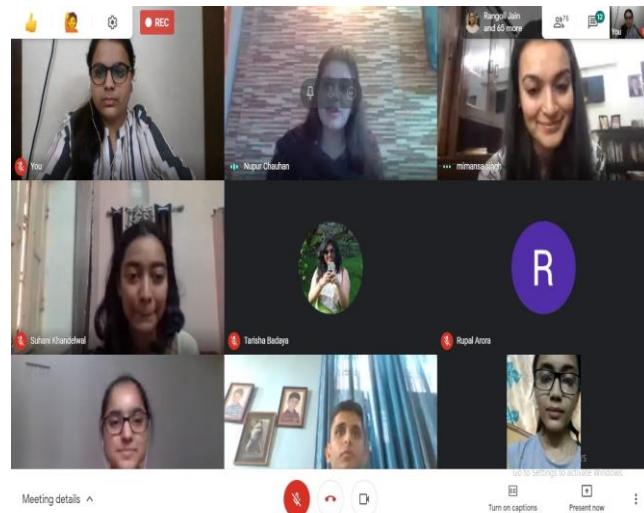 REC
Rangoli Jain
and 65 more
76
12
You
You
Nupur Chauhan
mimansa singh
Suhani Khandelwal
Tarisha Badaya
R
Rupal Arora
Go to Settings to activate Windows.
Meeting details
Turn on captions
Present now